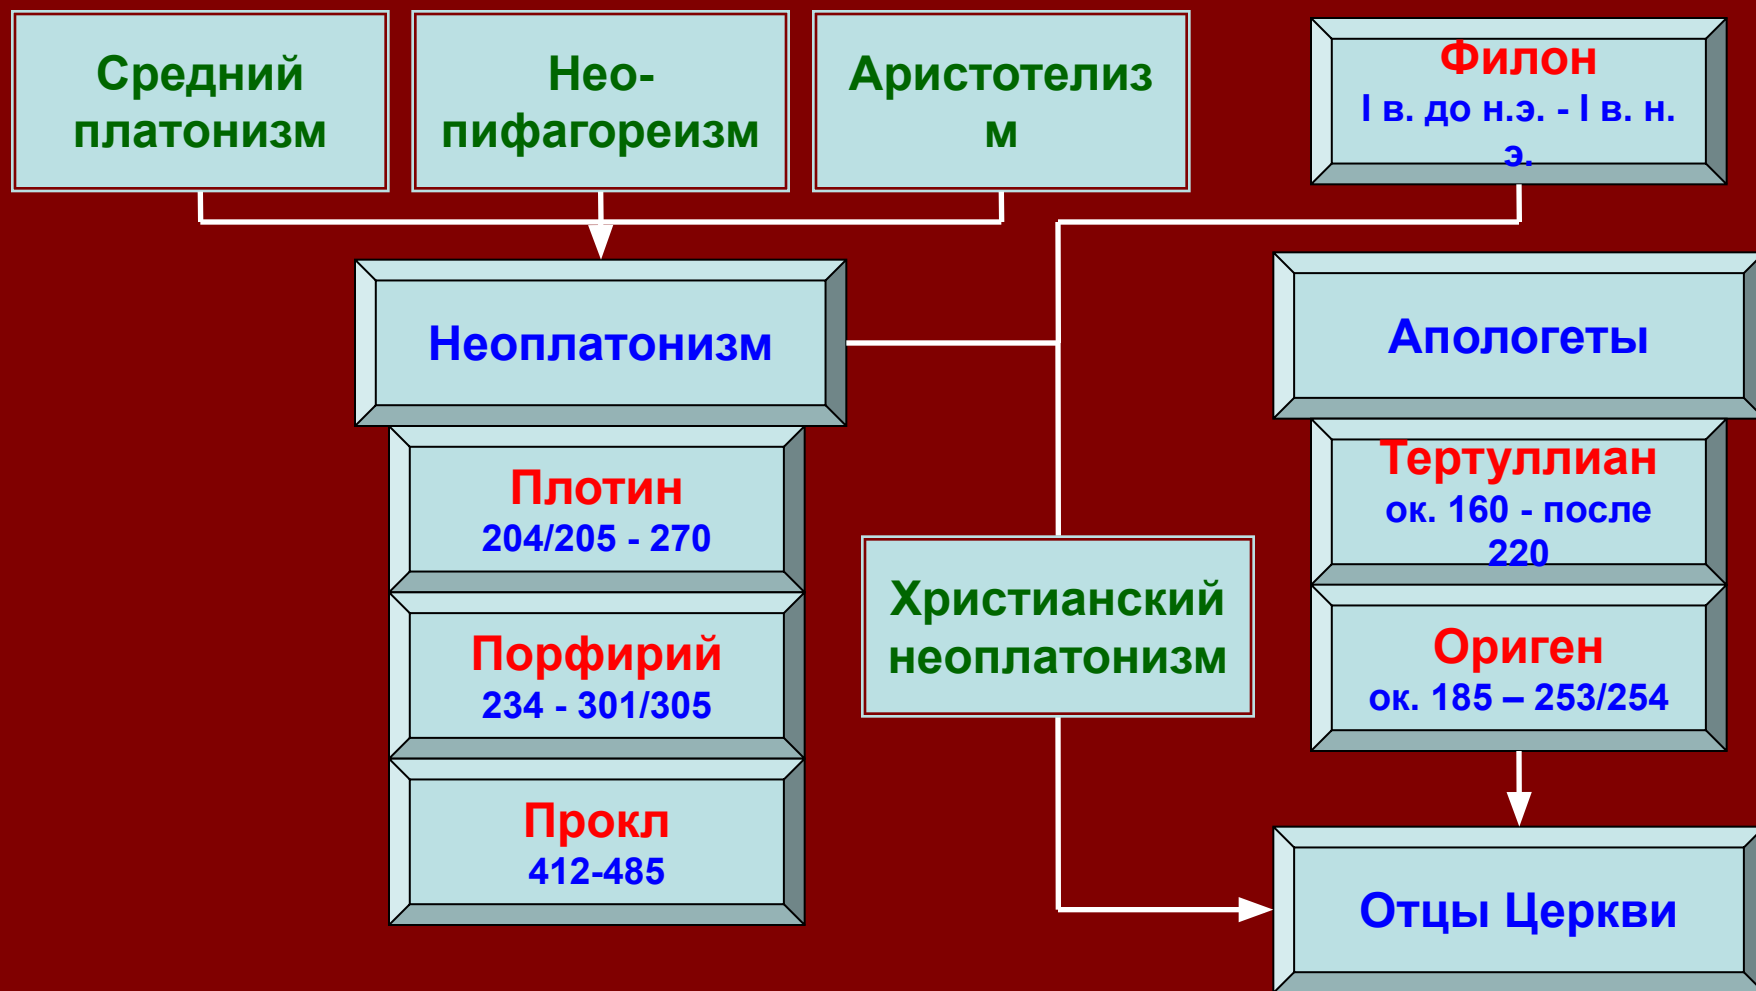 Средний
платонизм
Нео-
пифагореизм
Аристотелиз
м
Филон
I в. до н.э. - I в. н.
э.
Неоплатонизм
Плотин
204/205 - 270
Порфирий
234 - 301/305
Прокл
412-485
Христианский
неоплатонизм
Апологеты
Тертуллиан
ок. 160 - после
220
Ориген
ок. 185 – 253/254
Отцы Церкви